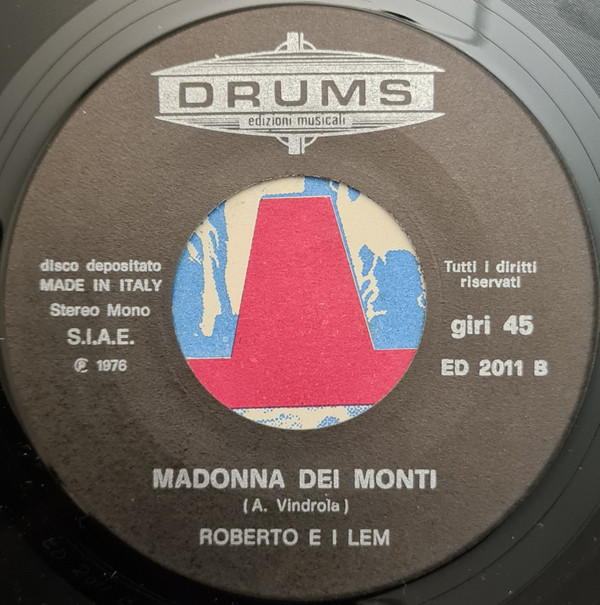 DRUMS
edizioni musicali
disco depositato
MADE IN ITALY
Stereo Mono
S.I.A.E.
Ⓟ 1976
Tutti i diritti
riservati
giri 45
ED 2011 B
MADONNA DEI MONTI
(A. Vindrola)
ROBERTO E I LEM